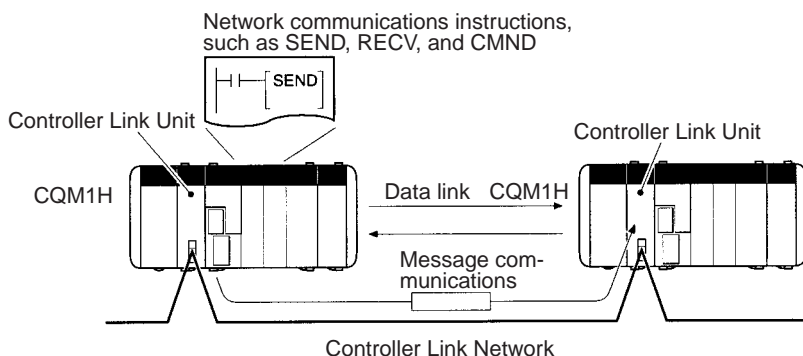 Network communications instructions,
such as SEND, RECV, and CMND
SEND
Controller Link Unit
Controller Link Unit
CQM1H
Data link
CQM1H
Message com-
munications
Controller Link Network